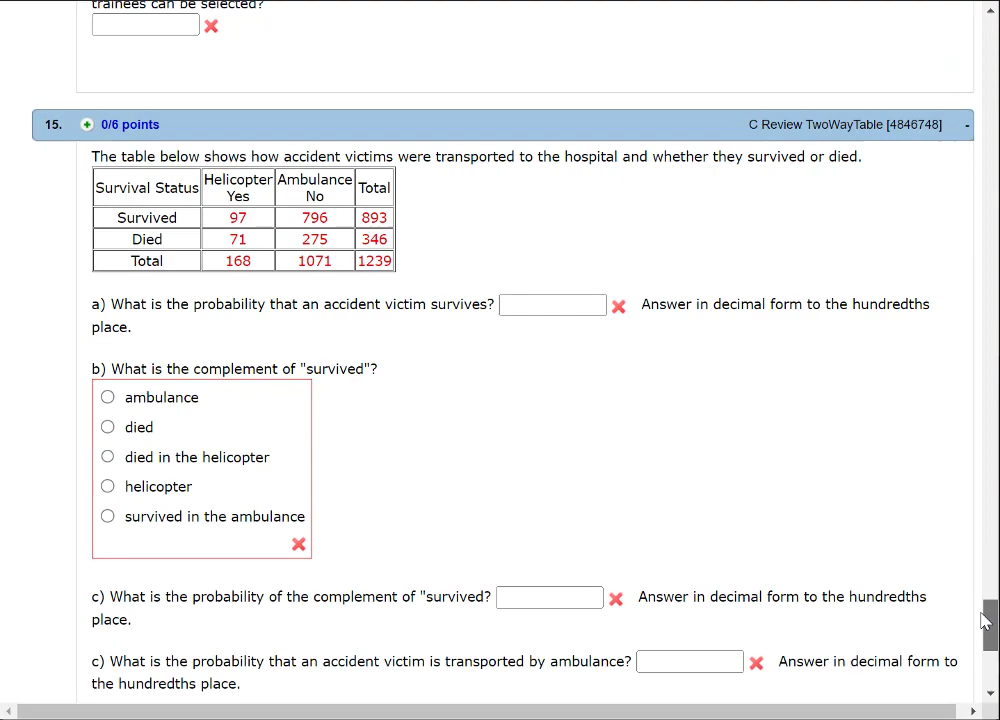 trainees can be selected?
15. 0/6 points C Review TwoWayTable [4846748] -
The table below shows how accident victims were transported to the hospital and whether they survived or died.
Survival Status Helicopter Yes Ambulance No Total
Survived 97 796 893
Died 71 275 346
Total 168 1071 1239
a) What is the probability that an accident victim survives? Answer in decimal form to the hundredths
place.
b) What is the complement of "survived"?
ambulance
died
died in the helicopter
helicopter
survived in the ambulance
c) What is the probability of the complement of "survived? Answer in decimal form to the hundredths
place.
c) What is the probability that an accident victim is transported by ambulance? Answer in decimal form to
the hundredths place.